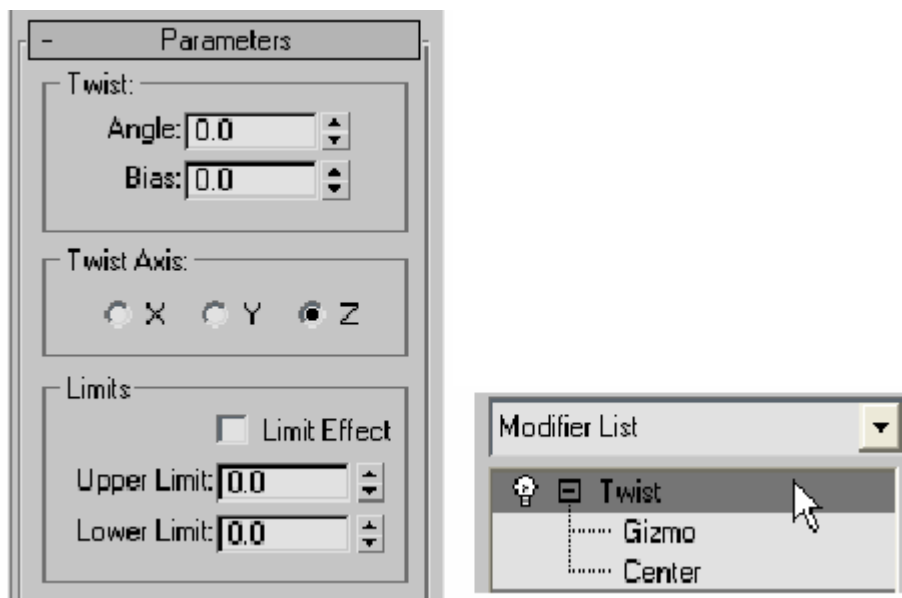 - Parameters
Twist:
Angle: 0.0
Bias: 0.0
Twist Axis:
X Y Z
Limits
Limit Effect
Upper Limit: 0.0
Lower Limit: 0.0
Modifier List
Twist
Gizmo
Center